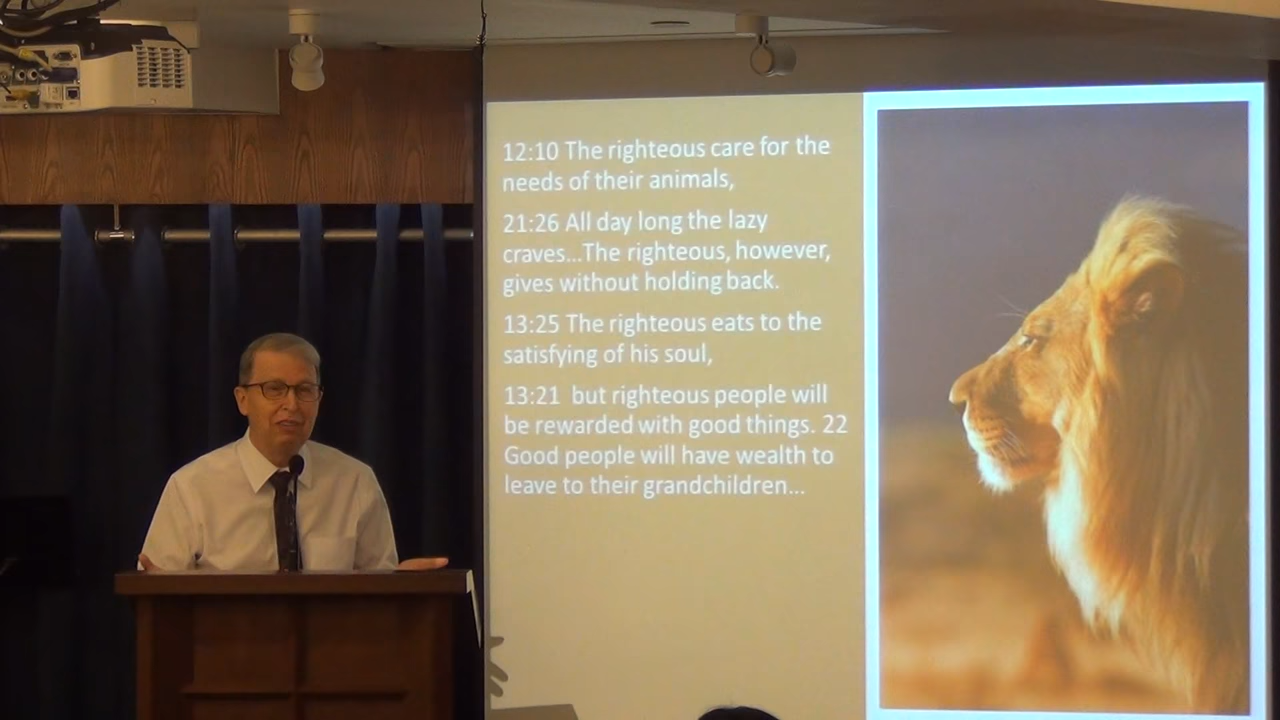 12:10 The righteous care for the
needs of their animals,
21:26 All day long the lazy
craves...The righteous, however,
gives without holding back.
13:25 The righteous eats to the
satisfying of his soul,
13:21  but righteous people will
be rewarded with good things. 22
Good people will have wealth to
leave to their grandchildren...